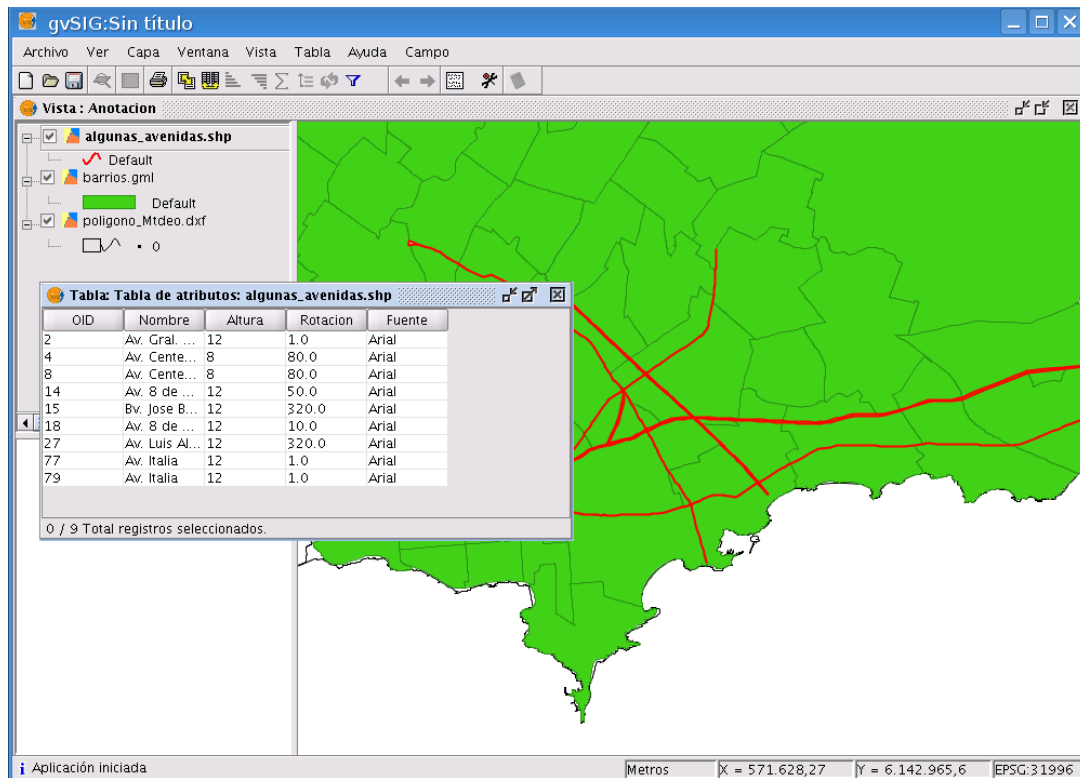 gvSIG:Sin título
Archivo Ver Capa Ventana Vista Tabla Ayuda Campo
Vista : Anotacion
algunas_avenidas.shp
Default
barrios.gml
Default
poligono_Mtdeo.dxf
0
Tabla: Tabla de atributos: algunas_avenidas.shp
OID Nombre Altura Rotacion Fuente
2 Av. Gral. ... 12 1.0 Arial
4 Av. Cente... 8 80.0 Arial
8 Av. Cente... 8 80.0 Arial
14 Av. 8 de ... 12 50.0 Arial
15 Bv. Jose B... 12 320.0 Arial
18 Av. 8 de ... 12 10.0 Arial
27 Av. Luis Al... 12 320.0 Arial
77 Av. Italia 12 1.0 Arial
79 Av. Italia 12 1.0 Arial
0 / 9 Total registros seleccionados.
Aplicación iniciada
Metros X = 571.628,27 Y = 6.142.965,6 EPSG:31996